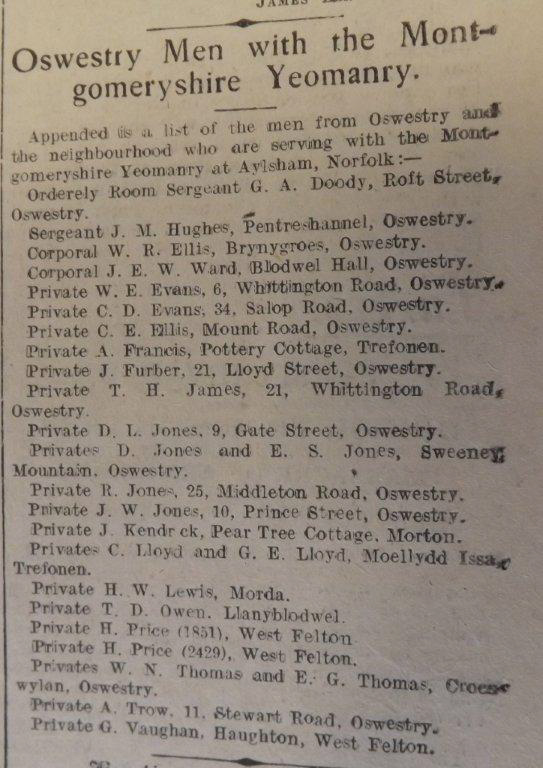 JAMES
Oswestry Men with the Mont-
gomeryshire Yeomanry.
Appended is a list of the men from Oswestry and
the neighbourhood who are serving with the Mont-
gomeryshire Yeomanry at Aylsham, Norfolk:—
Orderely Room Sergeant G. A. Doody, Roft Street,
Oswestry.
Sergeant J. M. Hughes, Pentreshannel, Oswestry.
Corporal W. R. Ellis, Brynygroes, Oswestry.
Corporal J. E. W. Ward, Blodwel Hall, Oswestry.
Private W. E. Evans, 6, Whittington Road, Oswestry.
Private C. D. Evans, 34, Salop Road, Oswestry.
Private C. E. Ellis, Mount Road, Oswestry.
Private A. Francis, Pottery Cottage, Trefonen.
Private J. Furber, 21, Lloyd Street, Oswestry.
Private T. H. James, 21, Whittington Road,
Oswestry.
Private D. L. Jones, 9, Gate Street, Oswestry.
Privates D. Jones and E. S. Jones, Sweeney
Mountain, Oswestry.
Private R. Jones, 25, Middleton Road, Oswestry.
Private J. W. Jones, 10, Prince Street, Oswestry.
Private J. Kendrck, Pear Tree Cottage, Morton.
Privates C. Lloyd and G. E. Lloyd, Moellydd Issa,
Trefonen.
Private H. W. Lewis, Morda.
Private T. D. Owen. Llanyblodwel.
Private H. Price (1851), West Felton
Private H. Price (2429), West Felton.
Privates W. N. Thomas and E. G. Thomas, Croes-
wylan, Oswestry.
Private A. Trow, 11, Stewart Road, Oswestry.
Private G. Vaughan, Haughton, West Felton.